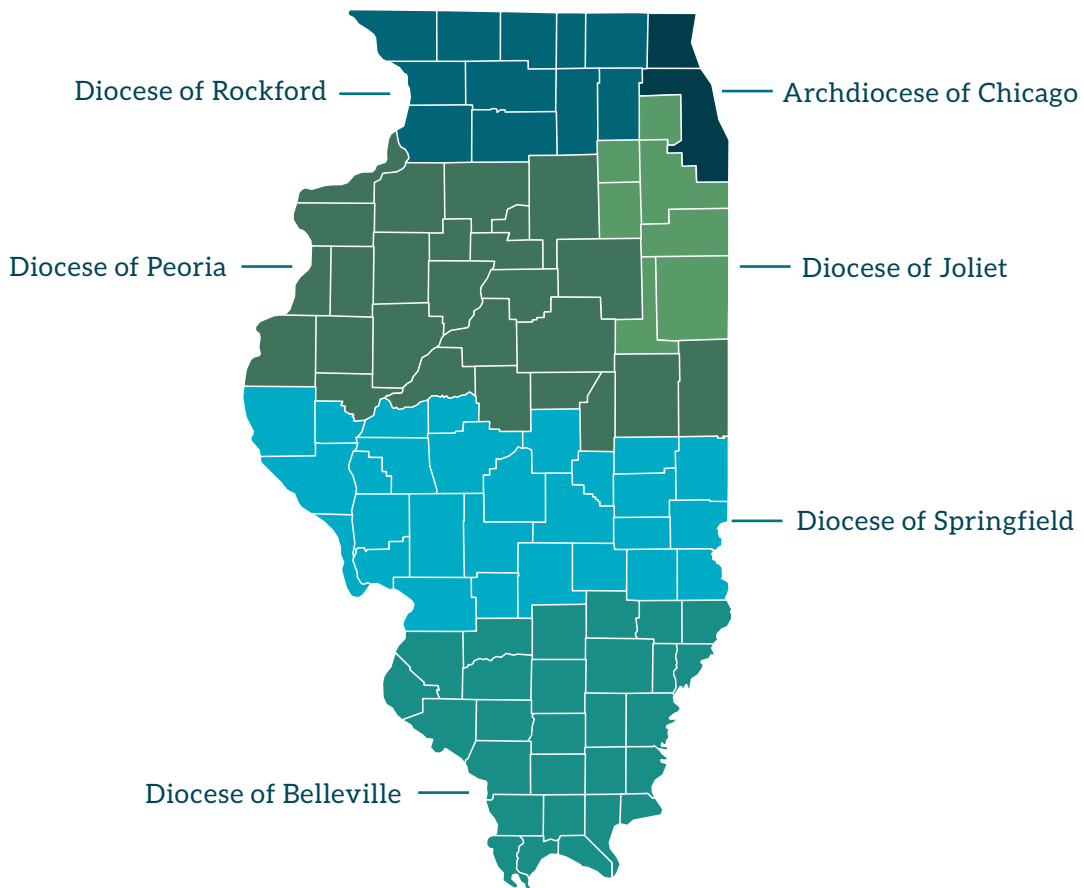 Diocese of Rockford
Archdiocese of Chicago
Diocese of Peoria
Diocese of Joliet
Diocese of Springfield
Diocese of Belleville